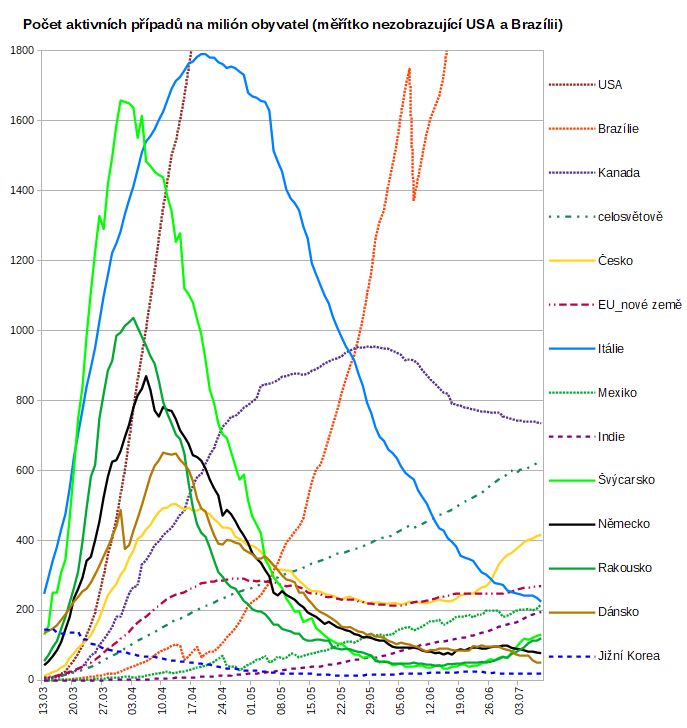 Počet aktivních případů na milión obyvatel (měřítko nezobrazující USA a Brazílii)
1800
1600
1400
1200
1000
800
600
400
200
0
13.03
20.03
27.03
03.04
10.04
17.04
24.04
01.05
08.05
15.05
22.05
29.05
05.06
12.06
19.06
26.06
03.07
USA
Brazílie
Kanada
celosvětově
Česko
EU_nové země
Itálie
Mexiko
Indie
Švýcarsko
Německo
Rakousko
Dánsko
Jižní Korea